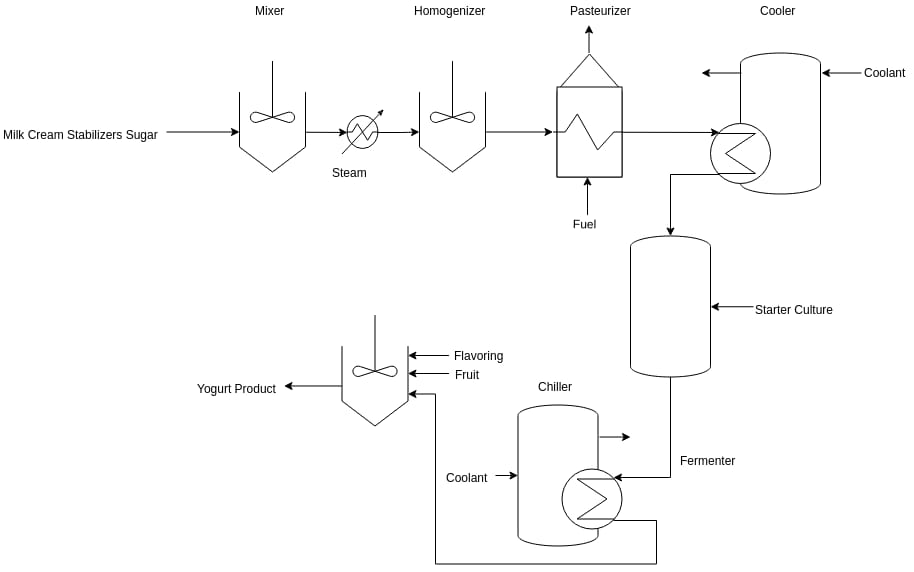 Mixer
Homogenizer
Pasteurizer
Cooler
Coolant
Milk Cream Stabilizers Sugar
Steam
Fuel
Starter Culture
Flavoring
Fruit
Yogurt Product
Chiller
Fermenter
Coolant